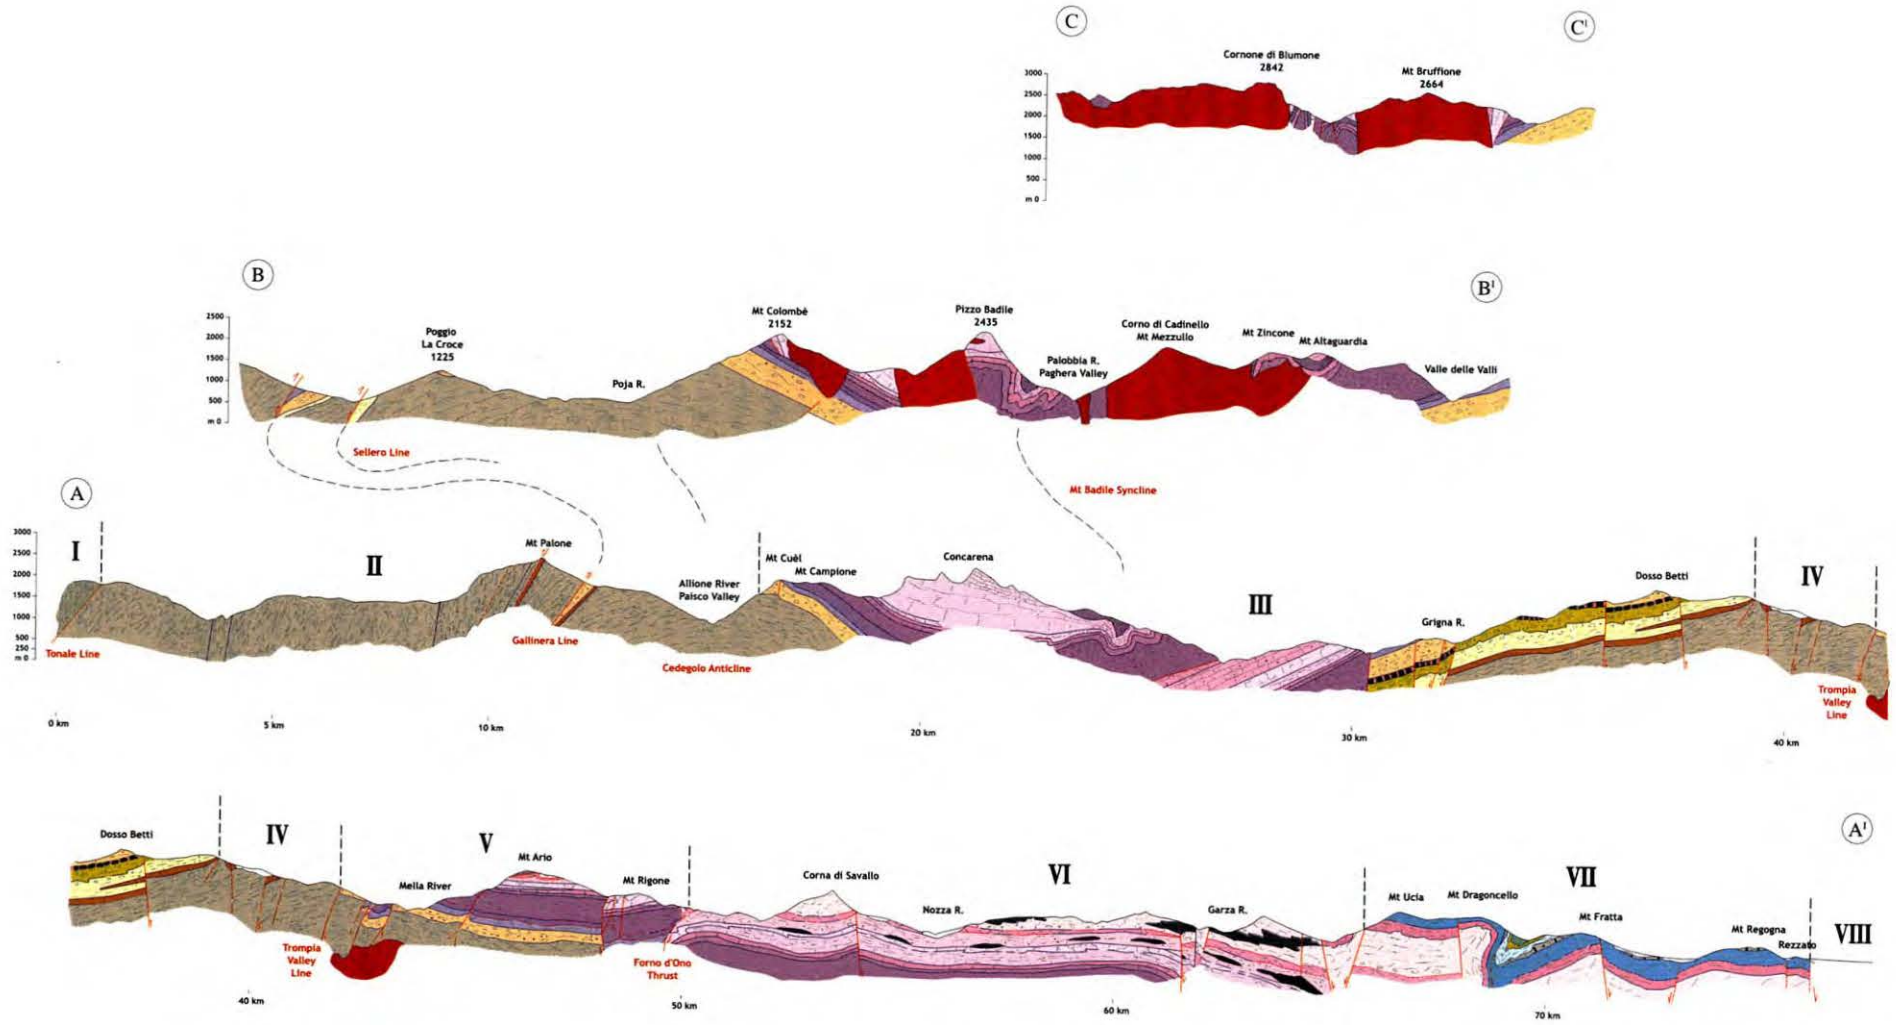 C
C¹
Cornone di Blumone
2842
Mt Bruffione
2664
3000
2500
2000
1500
1000
500
m 0
B
B¹
2500
2000
1500
1000
500
m 0
Poggio
La Croce
1225
Poja R.
Mt Colombè
2152
Pizzo Badile
2435
Palobbia R.
Paghera Valley
Corno di Cadinello
Mt Mezzullo
Mt Zincone
Mt Altaguardia
Valle delle Valli
Sellero Line
Mt Badile Syncline
A
3000
2500
2000
1500
1000
500
250
m 0
I
II
III
IV
Mt Palone
Allione River
Paisco Valley
Mt Cuèl
Mt Campione
Concarena
Grigna R.
Dosso Betti
Tonale Line
Gallinera Line
Cedegolo Anticline
Trompia
Valley
Line
0 km
5 km
10 km
20 km
30 km
40 km
A¹
Dosso Betti
IV
V
VI
VII
VIII
Mella River
Mt Ario
Mt Rigone
Corna di Savallo
Nozza R.
Garza R.
Mt Ucia
Mt Dragoncello
Mt Fratta
Mt Regogna
Rezzato
Trompia
Valley
Line
Forno d'Ono
Thrust
40 km
50 km
60 km
70 km